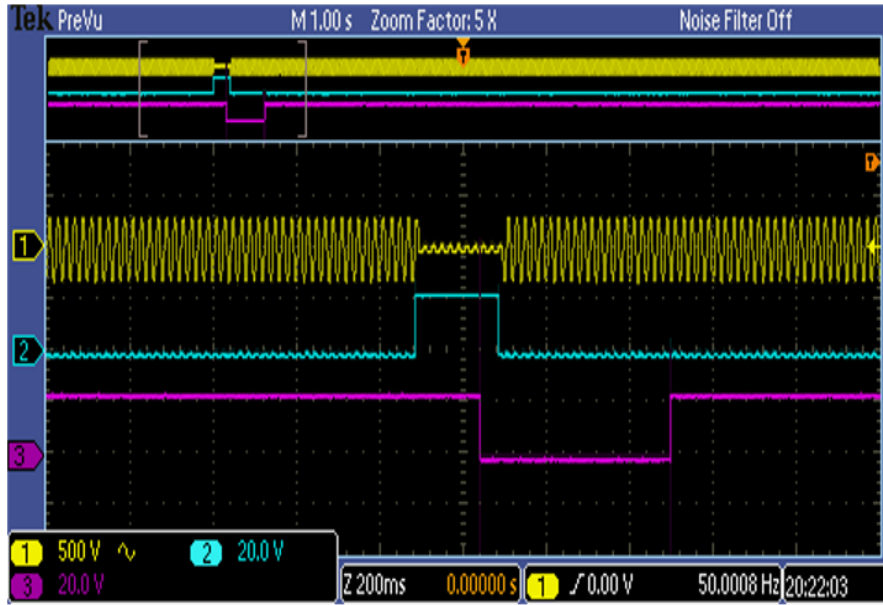 Tek PreVu M 1.00 s Zoom Factor: 5 X Noise Filter Off
T
T
1
2
3
1 500 V 2 20.0 V
3 20.0 V
Z 200ms 0.00000 s 1 0.00 V 50.0008 Hz 20:22:03